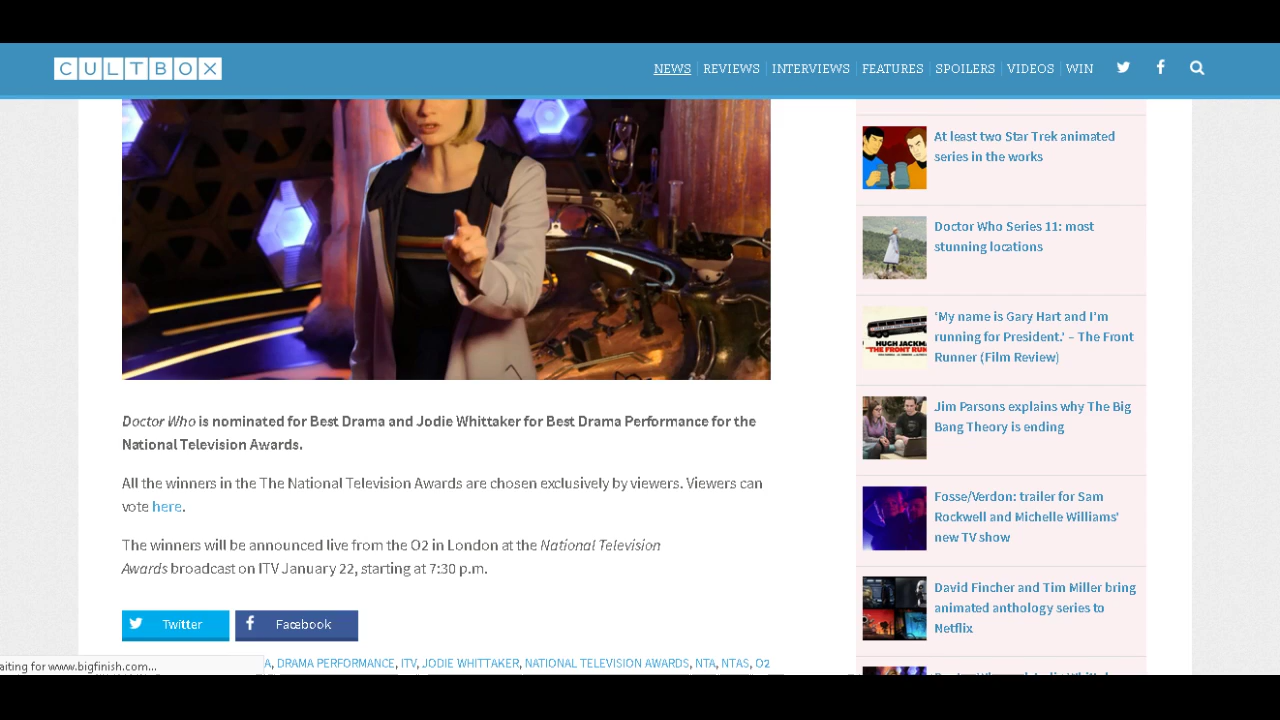 CULTBOX
NEWS REVIEWS INTERVIEWS FEATURES SPOILERS VIDEOS WIN
Doctor Who is nominated for Best Drama and Jodie Whittaker for Best Drama Performance for the
National Television Awards.
All the winners in the The National Television Awards are chosen exclusively by viewers. Viewers can
vote here.
The winners will be announced live from the O2 in London at the National Television
Awards broadcast on ITV January 22, starting at 7:30 p.m.
Twitter Facebook
A, DRAMA PERFORMANCE, ITV, JODIE WHITTAKER, NATIONAL TELEVISION AWARDS, NTA, NTAS, O2
aiting for www.bigfinish.com...
At least two Star Trek animated
series in the works
Doctor Who Series 11: most
stunning locations
'My name is Gary Hart and I'm
running for President.' – The Front
Runner (Film Review)
HUGH JACKM
"THE FRONT RUN
Jim Parsons explains why The Big
Bang Theory is ending
Fosse/Verdon: trailer for Sam
Rockwell and Michelle Williams'
new TV show
David Fincher and Tim Miller bring
animated anthology series to
Netflix